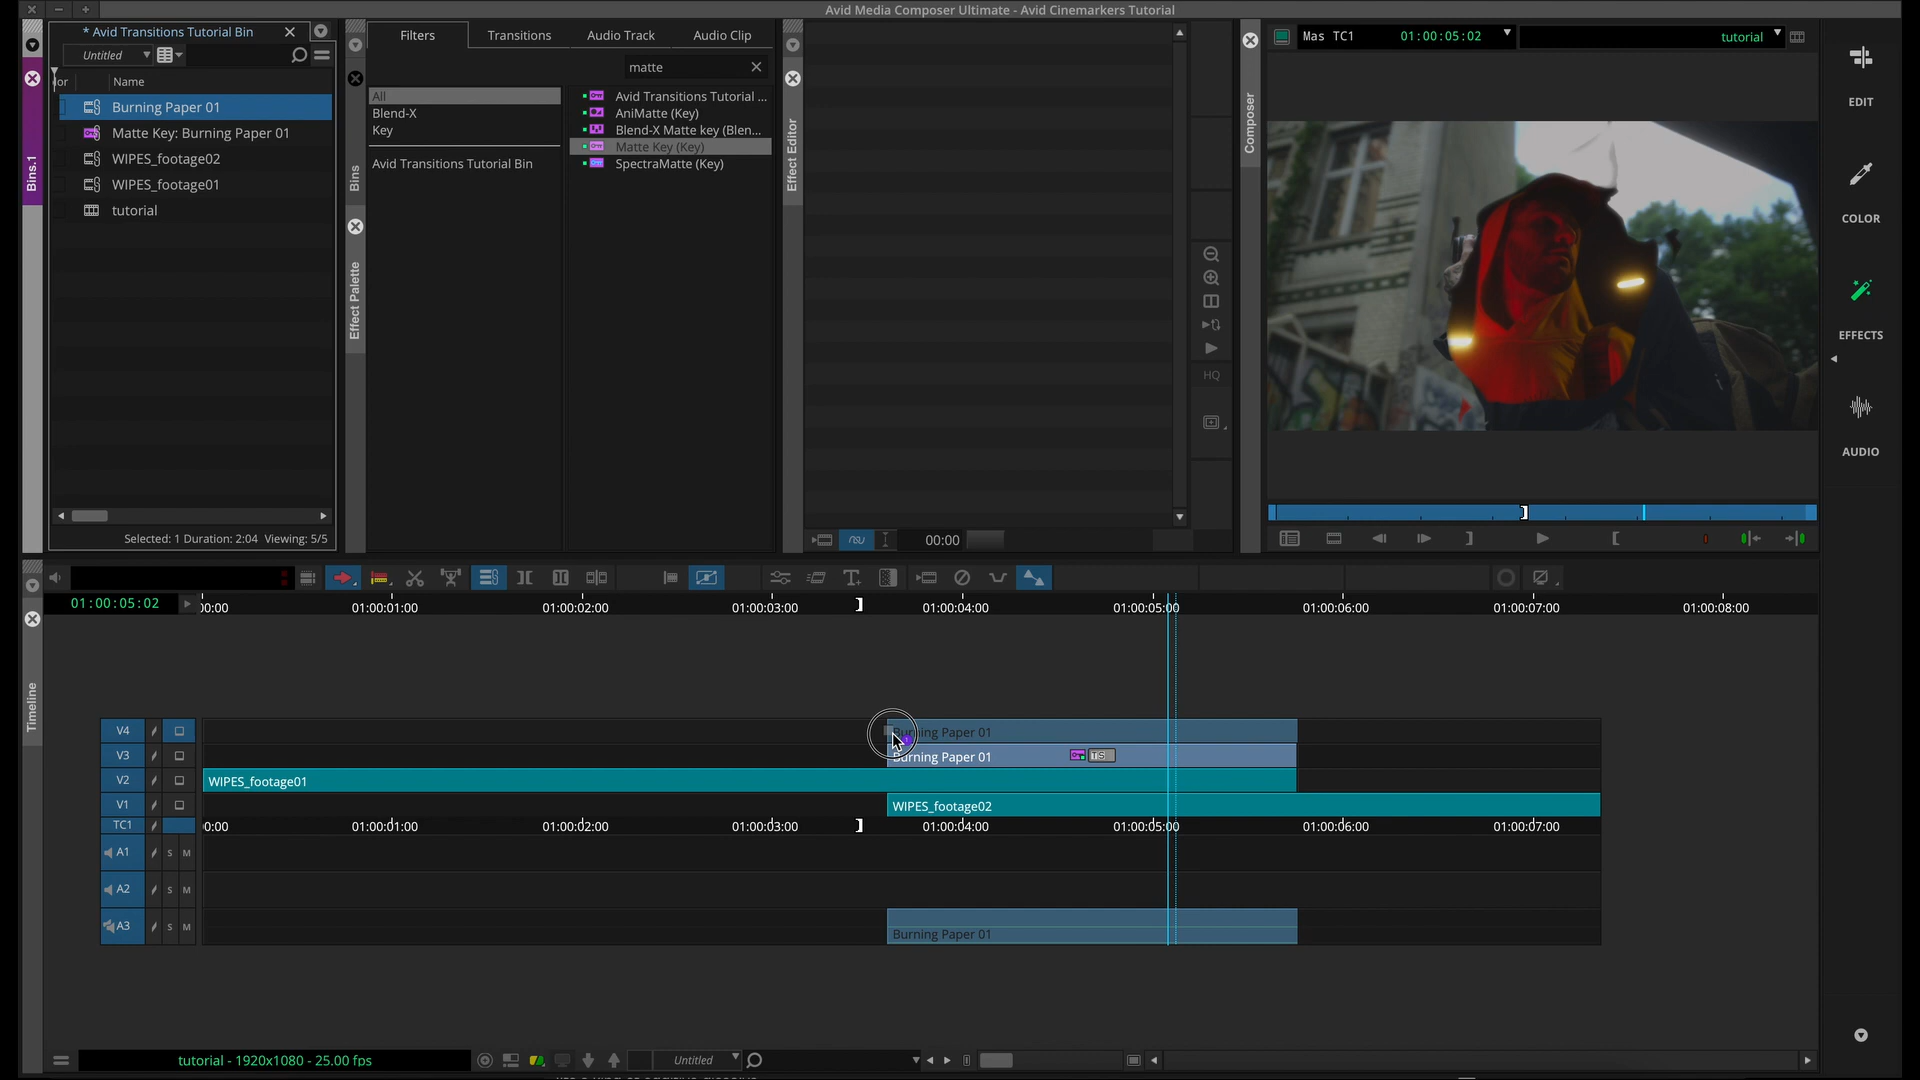 Avid Media Composer Ultimate - Avid Cinemarkers Tutorial
* Avid Transitions Tutorial Bin
Untitled
or
Name
Burning Paper 01
Matte Key: Burning Paper 01
WIPES_footage02
WIPES_footage01
tutorial
Selected: 1 Duration: 2:04 Viewing: 5/5
Bins.1
Bins
Effect Palette
Filters
Transitions
Audio Track
Audio Clip
matte
All
Blend-X
Key
Avid Transitions Tutorial Bin
Avid Transitions Tutorial ...
AniMatte (Key)
Blend-X Matte key (Blen...
Matte Key (Key)
SpectraMatte (Key)
Effect Editor
HQ
00:00
Composer
Mas TC1
01:00:05:02
tutorial
EDIT
COLOR
EFFECTS
AUDIO
Timeline
01:00:05:02
00:00
01:00:01:00
01:00:02:00
01:00:03:00
01:00:04:00
01:00:05:00
01:00:06:00
01:00:07:00
01:00:08:00
V4
Burning Paper 01
V3
Burning Paper 01
TS
V2
WIPES_footage01
V1
WIPES_footage02
TC1
00:00
01:00:01:00
01:00:02:00
01:00:03:00
01:00:04:00
01:00:05:00
01:00:06:00
01:00:07:00
A1
S
M
A2
S
M
A3
S
M
Burning Paper 01
tutorial - 1920x1080 - 25.00 fps
Untitled